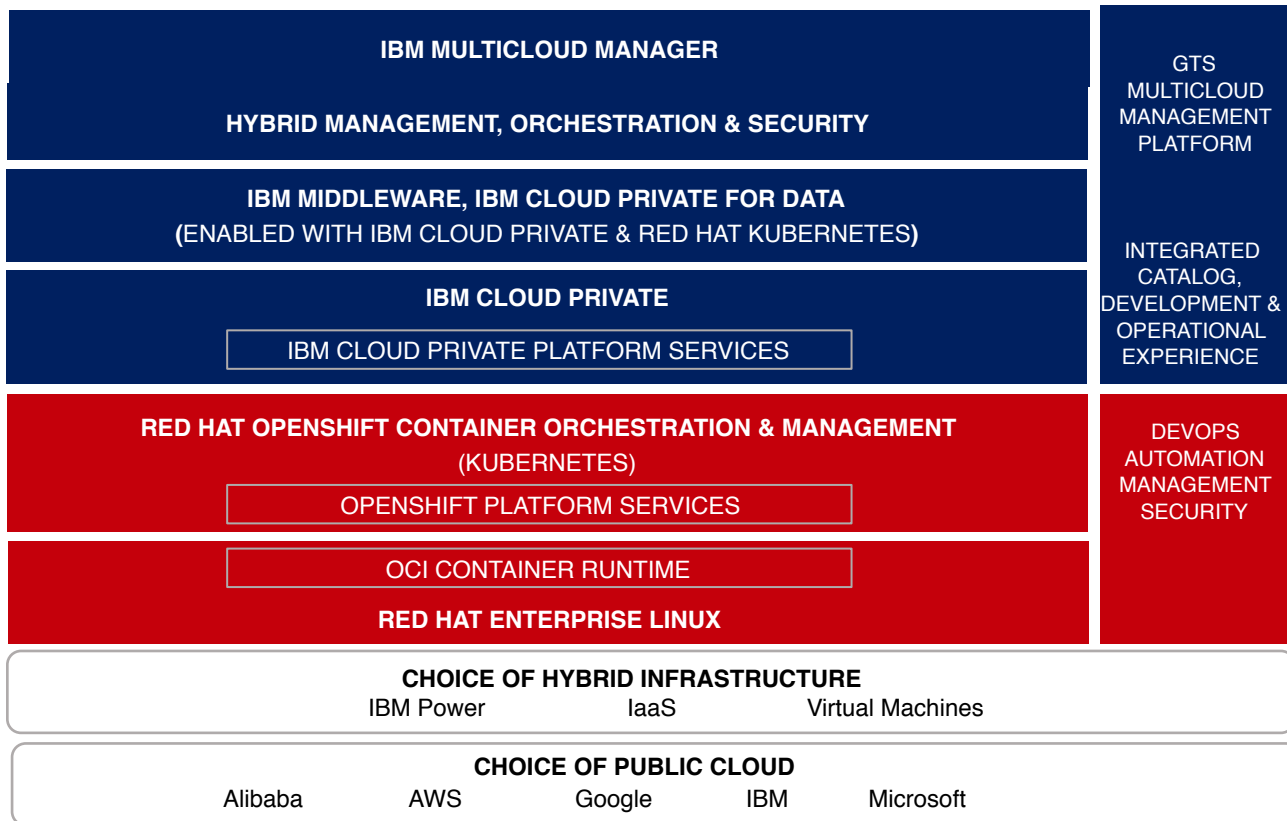 IBM MULTICLOUD MANAGER
HYBRID MANAGEMENT, ORCHESTRATION & SECURITY
IBM MIDDLEWARE, IBM CLOUD PRIVATE FOR DATA
(ENABLED WITH IBM CLOUD PRIVATE & RED HAT KUBERNETES)
IBM CLOUD PRIVATE
IBM CLOUD PRIVATE PLATFORM SERVICES
GTS
MULTICLOUD
MANAGEMENT
PLATFORM
INTEGRATED
CATALOG,
DEVELOPMENT &
OPERATIONAL
EXPERIENCE
RED HAT OPENSHIFT CONTAINER ORCHESTRATION & MANAGEMENT
(KUBERNETES)
OPENSHIFT PLATFORM SERVICES
OCI CONTAINER RUNTIME
RED HAT ENTERPRISE LINUX
DEVOPS
AUTOMATION
MANAGEMENT
SECURITY
CHOICE OF HYBRID INFRASTRUCTURE
IBM Power IaaS Virtual Machines
CHOICE OF PUBLIC CLOUD
Alibaba AWS Google IBM Microsoft